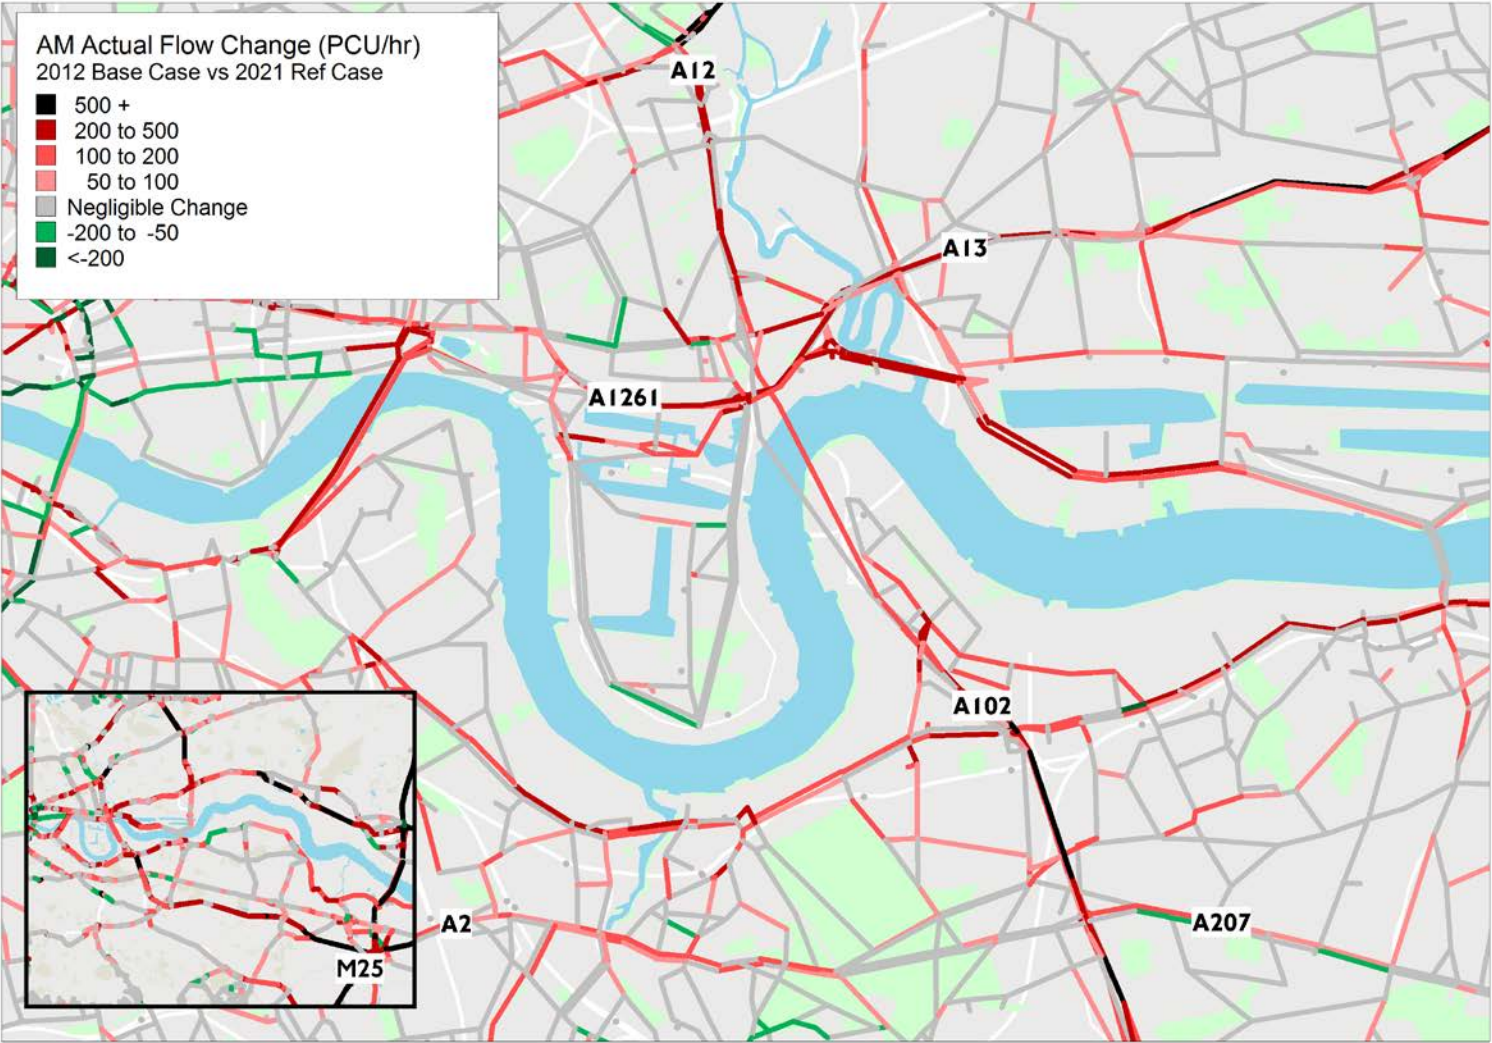 AM Actual Flow Change (PCU/hr)
2012 Base Case vs 2021 Ref Case
500 +
200 to 500
100 to 200
50 to 100
Negligible Change
-200 to -50
<-200
A12
A13
A1261
A102
A2
A207
M25